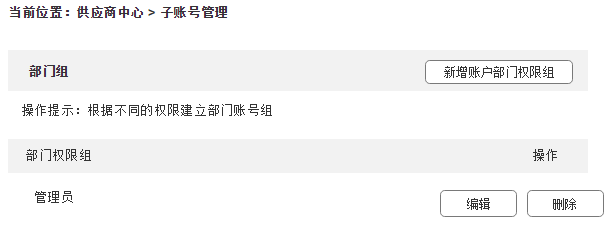 当前位置：供应商中心 > 子账号管理
部门组 新增账户部门权限组
操作提示：根据不同的权限建立部门账号组
部门权限组 操作
管理员 编辑 删除